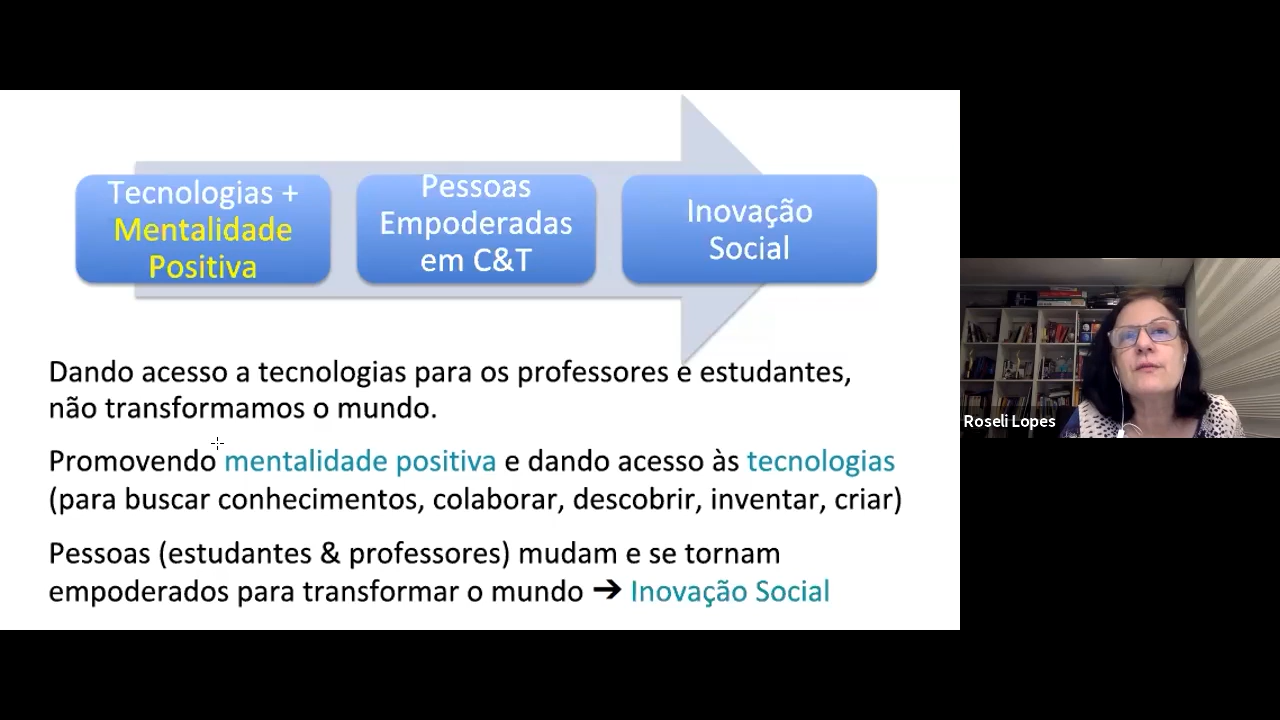 Tecnologias +
Mentalidade
Positiva
Pessoas
Empoderadas
em C&T
Inovação
Social
Dando acesso a tecnologias para os professores e estudantes,
não transformamos o mundo.
Promovendo mentalidade positiva e dando acesso às tecnologias
(para buscar conhecimentos, colaborar, descobrir, inventar, criar)
Pessoas (estudantes & professores) mudam e se tornam
empoderados para transformar o mundo ➔ Inovação Social
Roseli Lopes